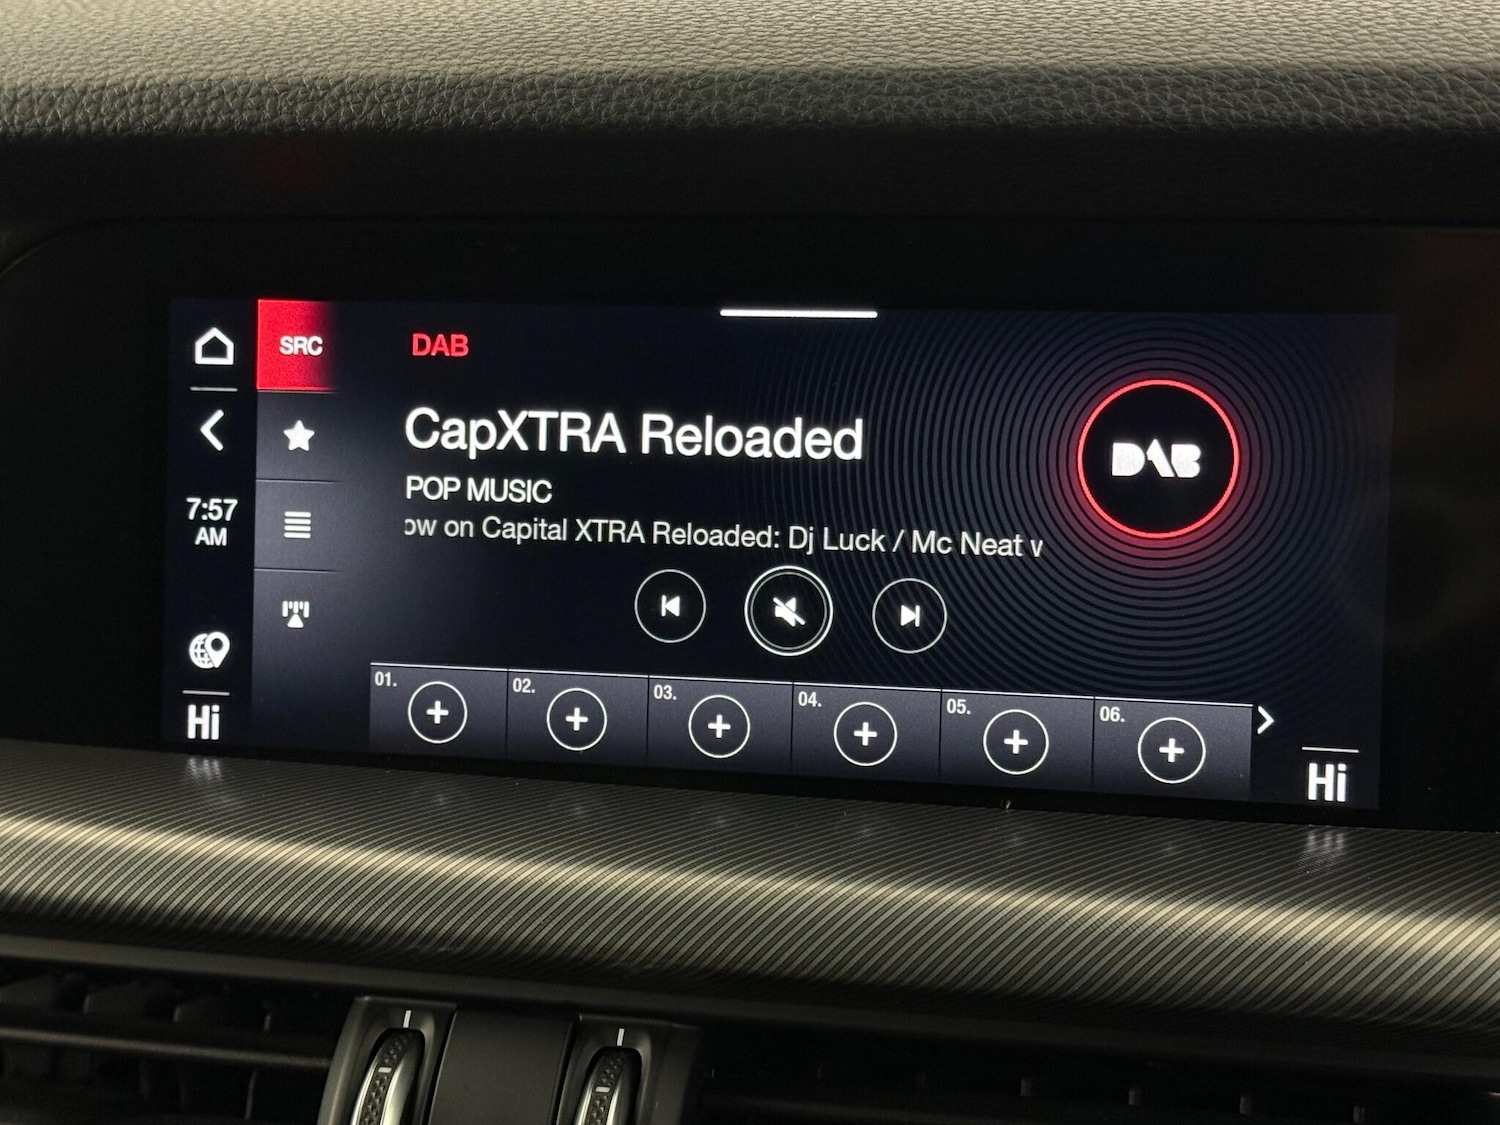 SRC
DAB
CapXTRA Reloaded
POP MUSIC
ow on Capital XTRA Reloaded: Dj Luck / Mc Neat
DAB
7:57
AM
01.
02.
03.
04.
05.
06.
Hi
Hi